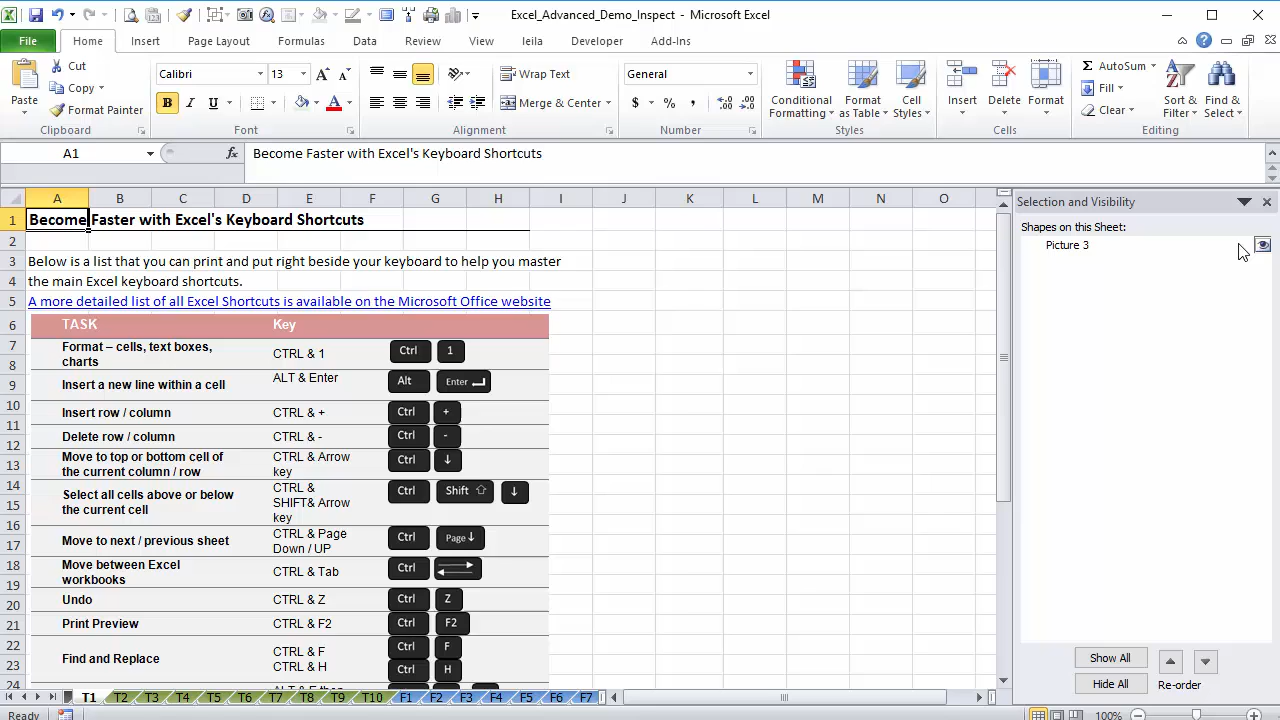 Excel_Advanced_Demo_Inspect - Microsoft Excel
File Home Insert Page Layout Formulas Data Review View leila Developer Add-Ins
Paste
Cut
Copy
Format Painter
Clipboard
Calibri 13
B I U A
Font
Wrap Text
Merge & Center
Alignment
General
$ % ,
Number
Conditional Formatting
Format as Table
Cell Styles
Styles
Insert Delete Format
Cells
AutoSum
Fill
Clear
Sort & Filter
Find & Select
Editing
A1 fx Become Faster with Excel's Keyboard Shortcuts
A B C D E F G H I J K L M N O
1 Become Faster with Excel's Keyboard Shortcuts
2
3 Below is a list that you can print and put right beside your keyboard to help you master
4 the main Excel keyboard shortcuts.
5 A more detailed list of all Excel Shortcuts is available on the Microsoft Office website
6 TASK Key
7 Format – cells, text boxes, CTRL & 1 Ctrl 1
8 charts
9 Insert a new line within a cell ALT & Enter Alt Enter
10 Insert row / column CTRL & + Ctrl +
11 Delete row / column CTRL & - Ctrl -
12 Move to top or bottom cell of CTRL & Arrow Ctrl ↓
13 the current column / row key
14 Select all cells above or below CTRL & Ctrl Shift ⇧ ↓
15 the current cell SHIFT& Arrow
16 key
17 Move to next / previous sheet CTRL & Page Down / UP Ctrl Page↓
18 Move between Excel CTRL & Tab Ctrl
19 workbooks
20 Undo CTRL & Z Ctrl Z
21 Print Preview CTRL & F2 Ctrl F2
22 Find and Replace CTRL & F Ctrl F
23 CTRL & H Ctrl H
24
Selection and Visibility
Shapes on this Sheet:
Picture 3
Show All
Hide All
Re-order
T1 T2 T3 T4 T5 T6 T7 T8 T9 T10 F1 F2 F3 F4 F5 F6 F7
Ready 100%